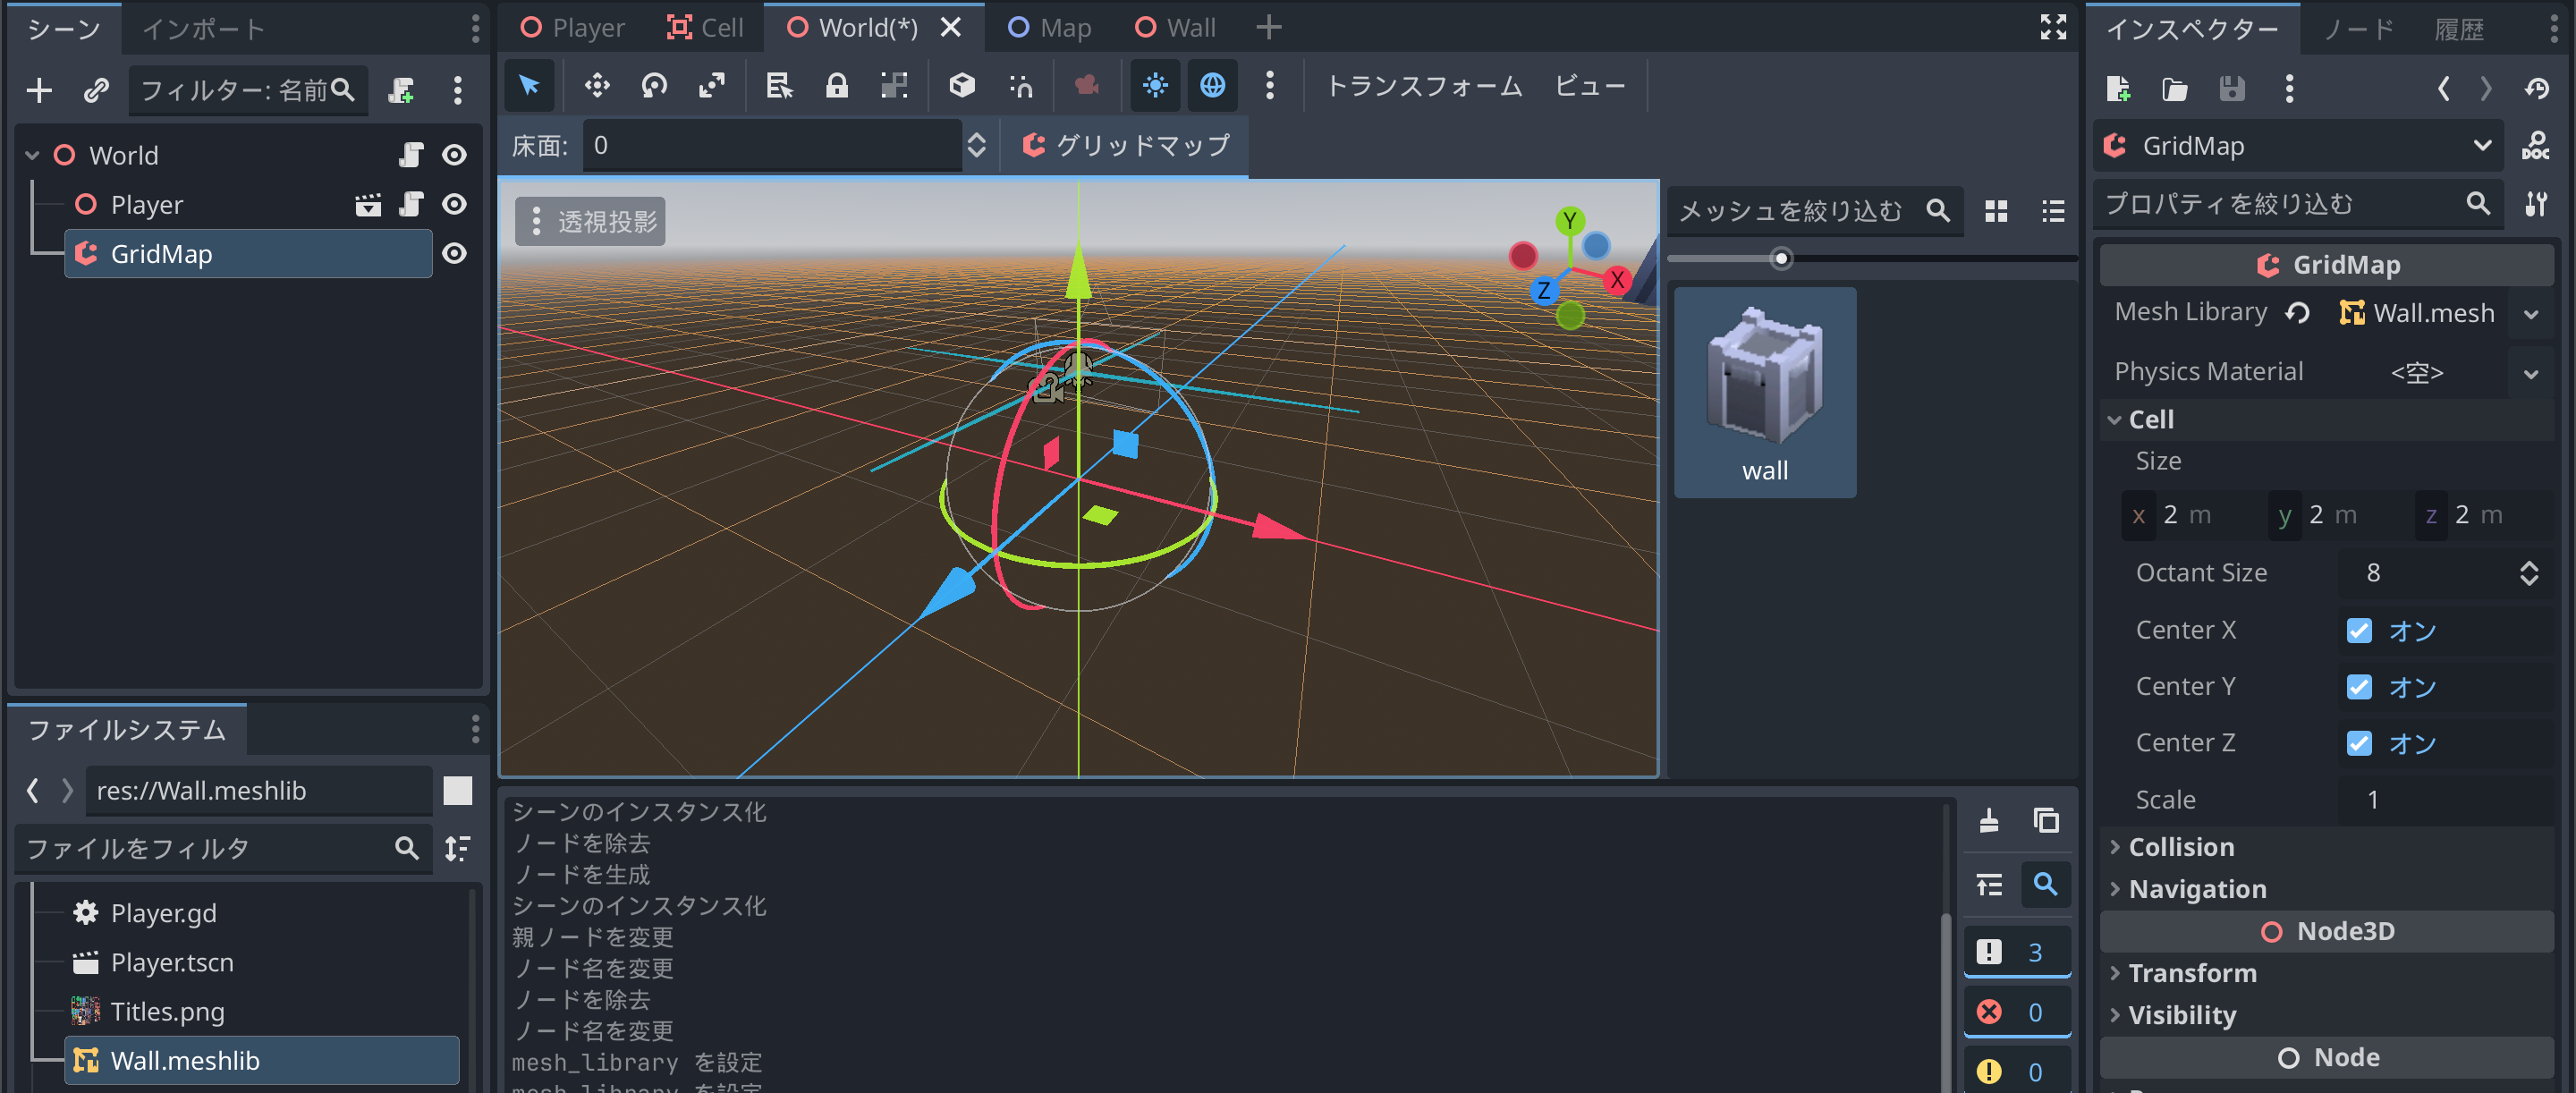 シーン
インポート
フィルター: 名前
World
Player
GridMap
ファイルシステム
res://Wall.meshlib
ファイルをフィルタ
Player.gd
Player.tscn
Titles.png
Wall.meshlib
Player
Cell
World(*)
Map
Wall
トランスフォーム
ビュー
床面:
0
グリッドマップ
透視投影
Y
X
Z
メッシュを絞り込む
wall
シーンのインスタンス化
ノードを除去
ノードを生成
シーンのインスタンス化
親ノードを変更
ノード名を変更
ノードを除去
ノード名を変更
mesh_library を設定
mesh_library を設定
3
0
0
インスペクター
ノード
履歴
GridMap
DOC
プロパティを絞り込む
GridMap
Mesh Library
Wall.mesh
Physics Material
<空>
Cell
Size
x 2 m
y 2 m
z 2 m
Octant Size
8
Center X
オン
Center Y
オン
Center Z
オン
Scale
1
Collision
Navigation
Node3D
Transform
Visibility
Node